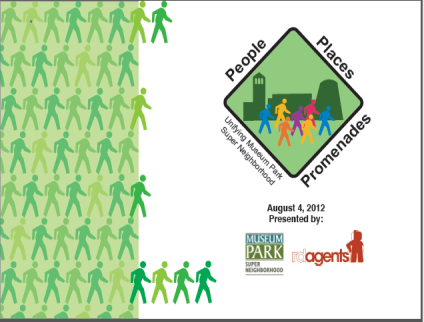 People
Places
Promenades
Unifying Museum Park
Super Neighborhood
August 4, 2012
Presented by:
MUSEUM
PARK
SUPER
NEIGHBORHOOD
rdagents